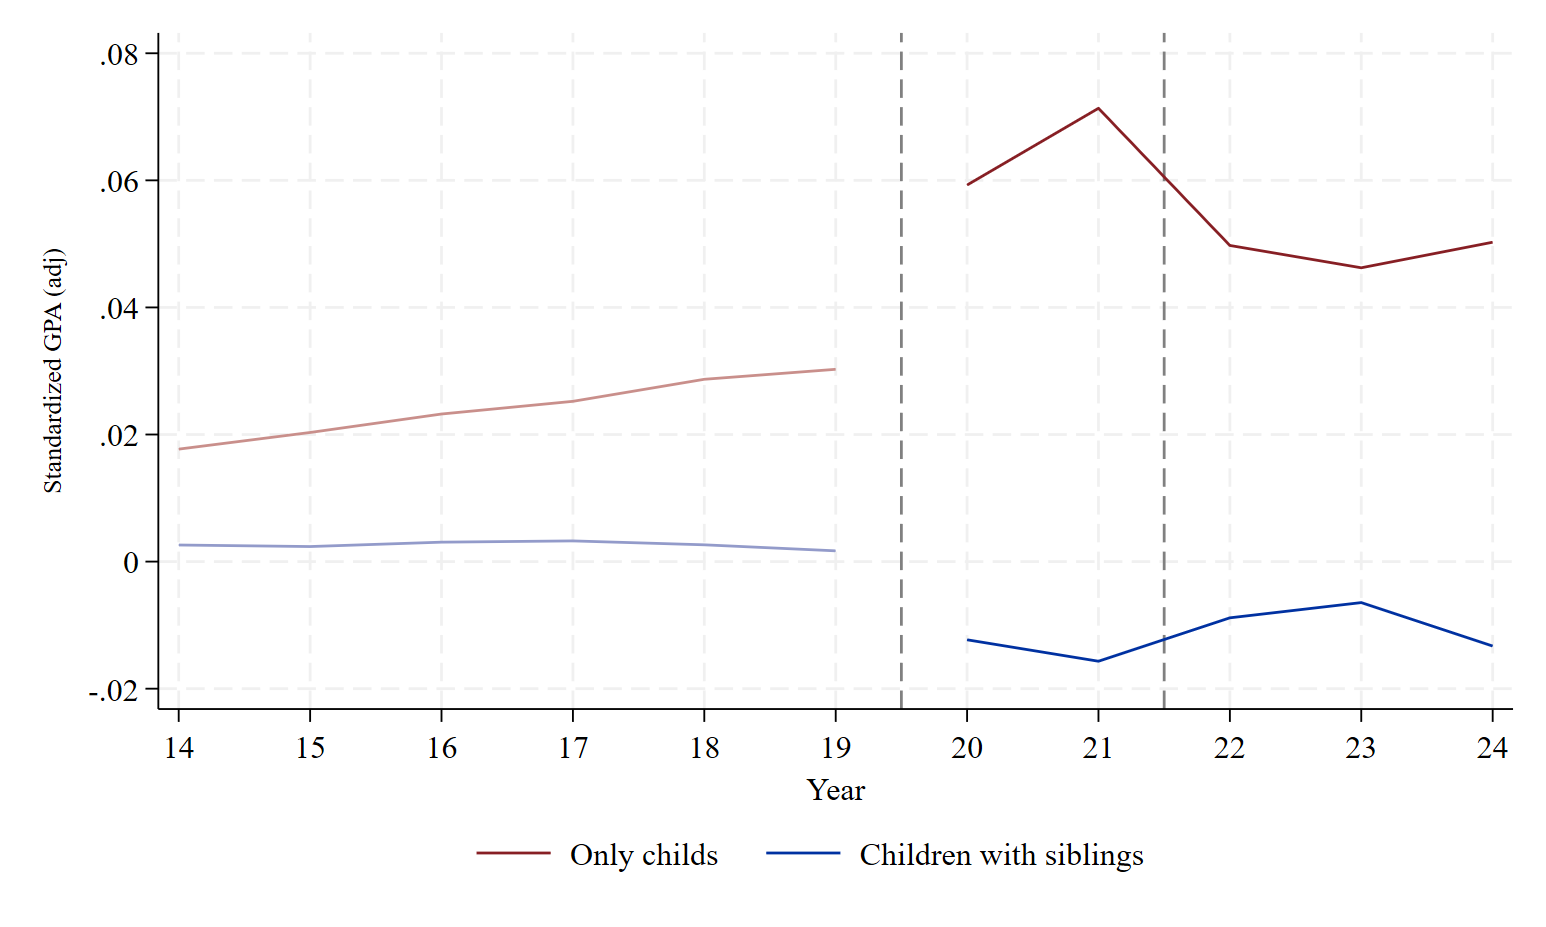 .08
.06
.04
.02
0
-.02
Standardized GPA (adj)
14 15 16 17 18 19 20 21 22 23 24
Year
Only childs Children with siblings